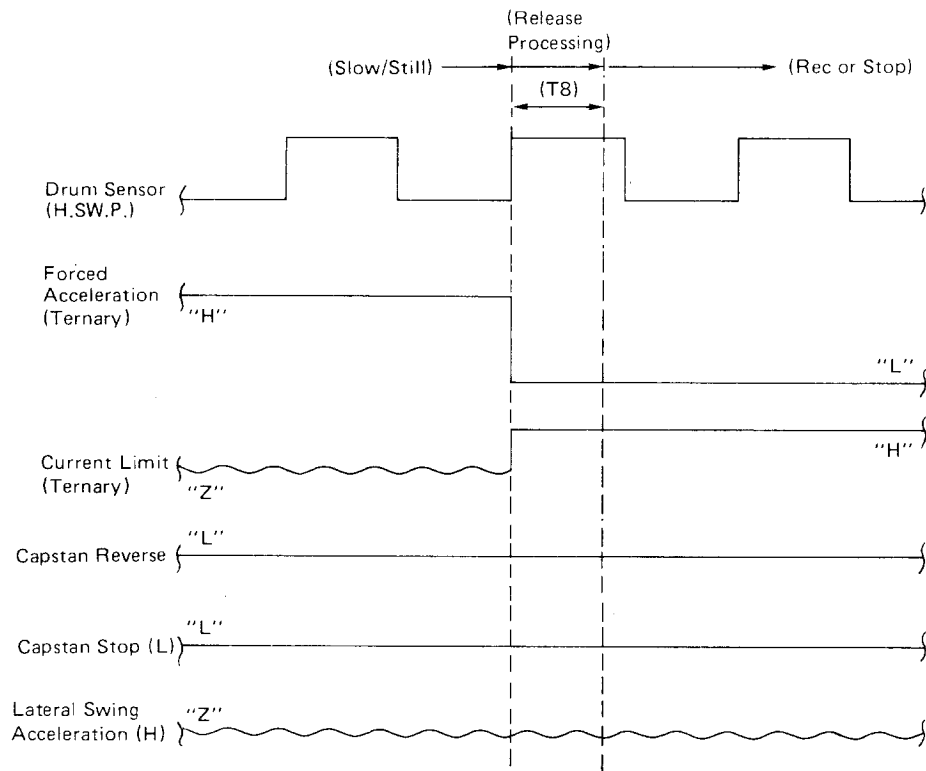 (Release
Processing)
(Slow/Still)
(Rec or Stop)
(T8)
Drum Sensor
(H.SW.P.)
Forced
Acceleration
(Ternary)
"H"
"L"
"H"
Current Limit
(Ternary)
"Z"
"L"
Capstan Reverse
"L"
Capstan Stop (L)
Lateral Swing
Acceleration (H)
"Z"